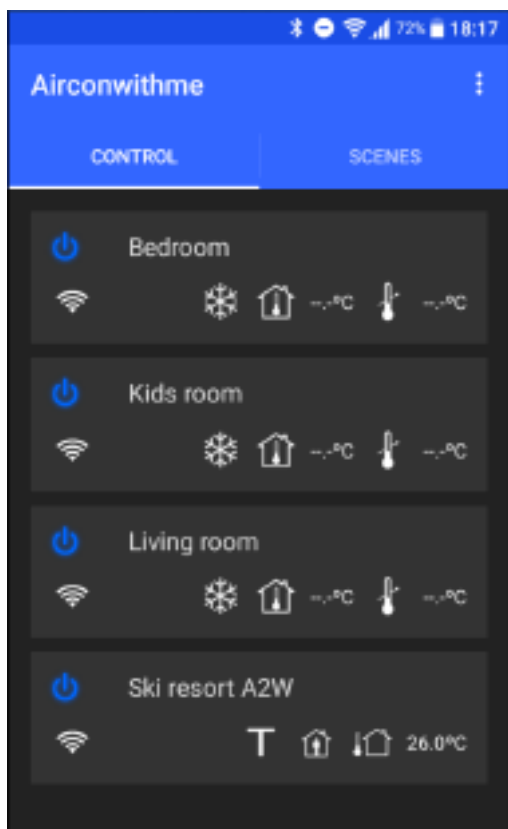 72% 18:17
Airconwithme
CONTROL SCENES
Bedroom
--.-ºC --.-ºC
Kids room
--.-ºC --.-ºC
Living room
--.-ºC --.-ºC
Ski resort A2W
T 26.0ºC